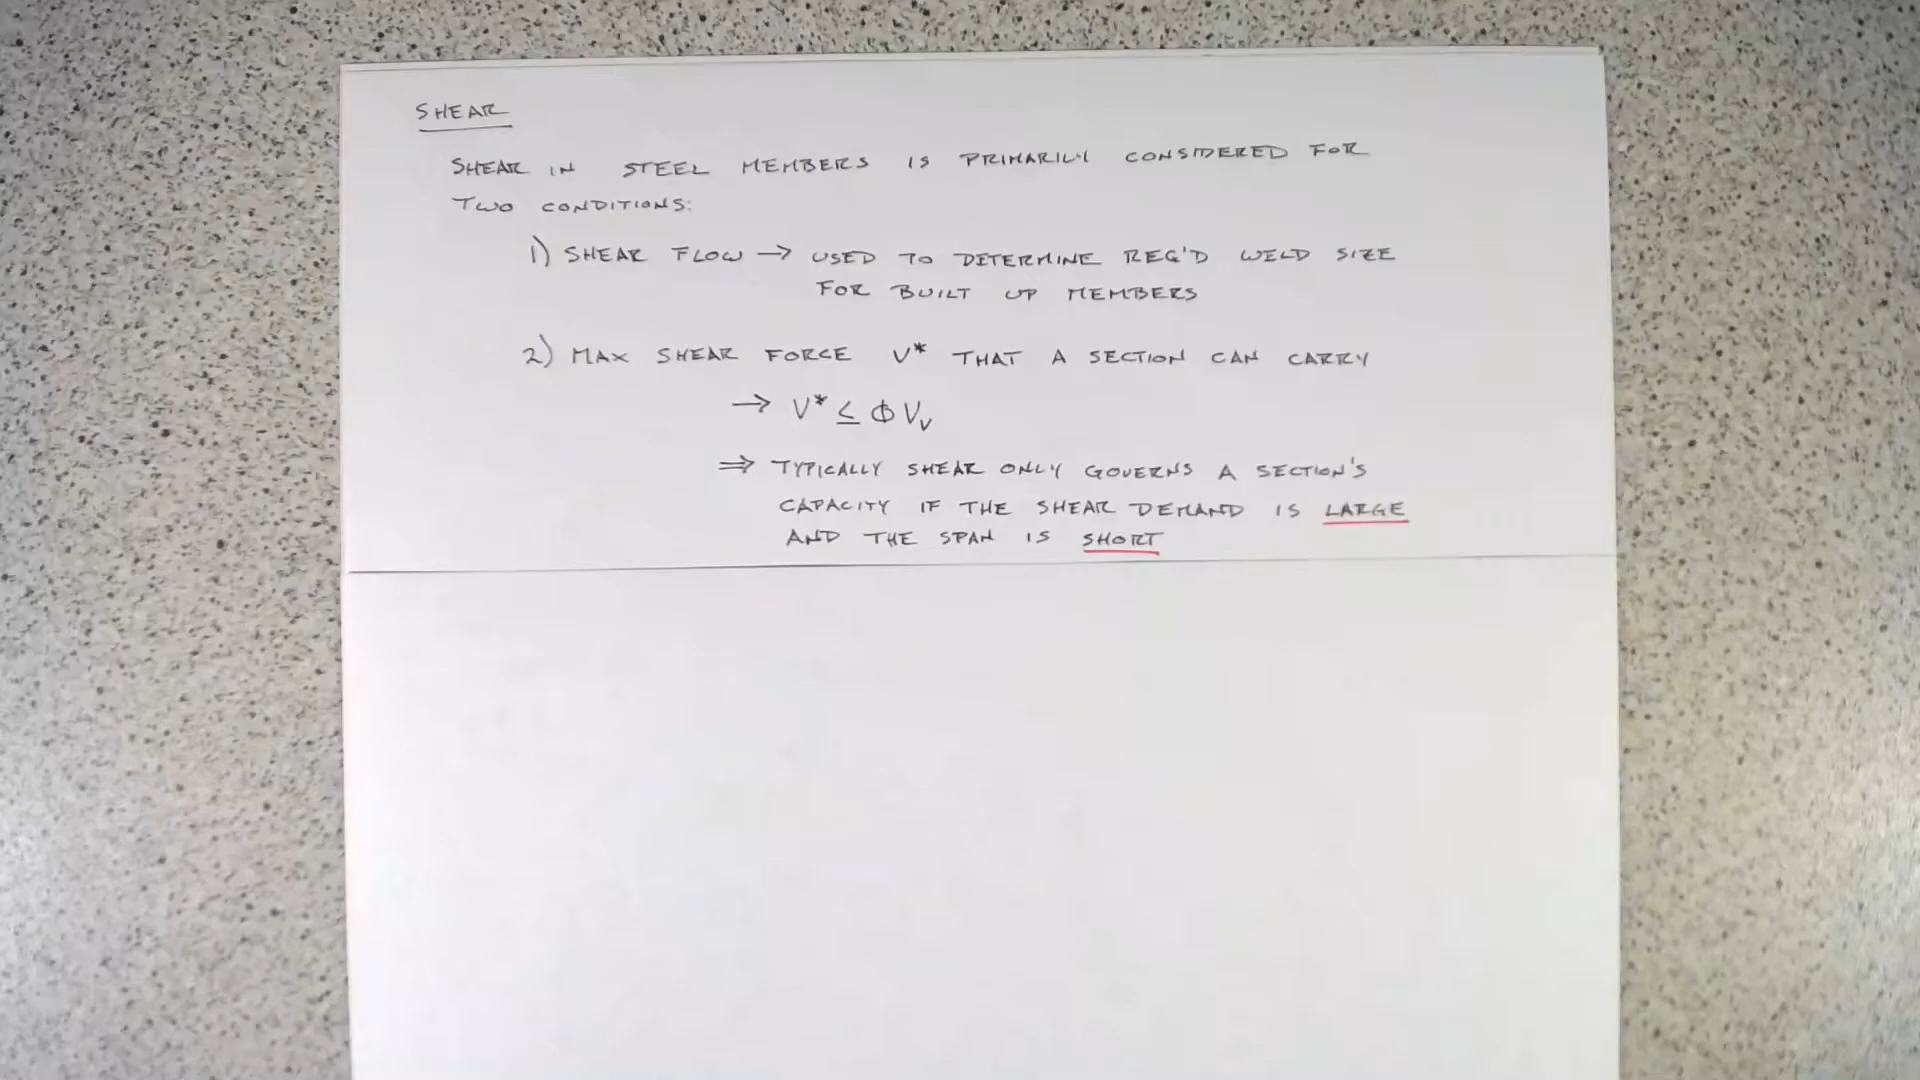 SHEAR
SHEAR IN STEEL MEMBERS IS PRIMARILY CONSIDERED FOR
TWO CONDITIONS:
1) SHEAR FLOW → USED TO DETERMINE REQ'D WELD SIZE
FOR BUILT UP MEMBERS
2) MAX SHEAR FORCE V* THAT A SECTION CAN CARRY
→ V* ≤ ϕ Vᵥ
⇒ TYPICALLY SHEAR ONLY GOVERNS A SECTION'S
CAPACITY IF THE SHEAR DEMAND IS LARGE
AND THE SPAN IS SHORT